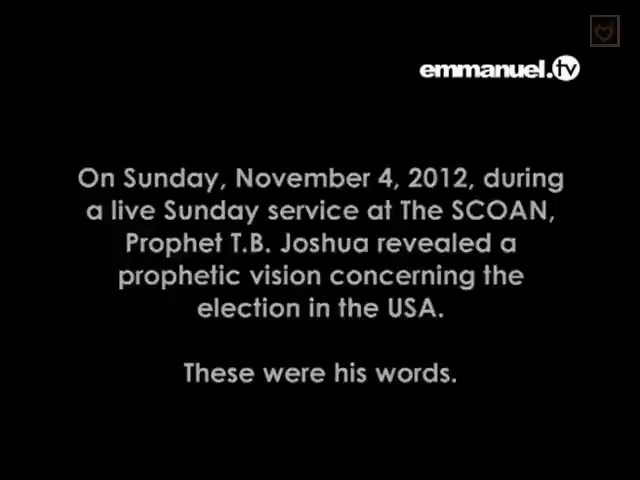 emmanuel.tv
On Sunday, November 4, 2012, during
a live Sunday service at The SCOAN,
Prophet T.B. Joshua revealed a
prophetic vision concerning the
election in the USA.
These were his words.